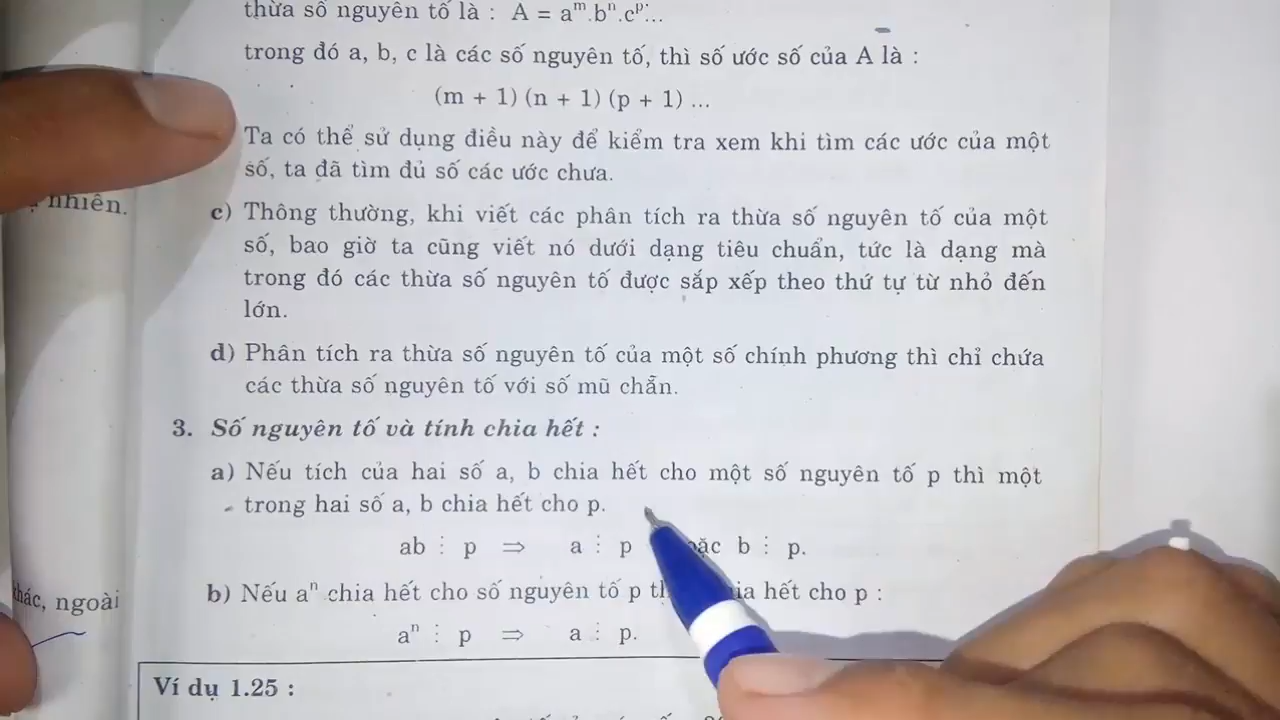 thừa số nguyên tố là : A = aᵐ.bⁿ.cᵖ...
trong đó a, b, c là các số nguyên tố, thì số ước số của A là :
(m + 1) (n + 1) (p + 1) ...
Ta có thể sử dụng điều này để kiểm tra xem khi tìm các ước của một
số, ta đã tìm đủ số các ước chưa.
nhiên.
c) Thông thường, khi viết các phân tích ra thừa số nguyên tố của một
số, bao giờ ta cũng viết nó dưới dạng tiêu chuẩn, tức là dạng mà
trong đó các thừa số nguyên tố được sắp xếp theo thứ tự từ nhỏ đến
lớn.
d) Phân tích ra thừa số nguyên tố của một số chính phương thì chỉ chứa
các thừa số nguyên tố với số mũ chẵn.
3. Số nguyên tố và tính chia hết :
a) Nếu tích của hai số a, b chia hết cho một số nguyên tố p thì một
trong hai số a, b chia hết cho p.
ab ⋮ p ⇒ a ⋮ p b ⋮ p.
khác, ngoài
b) Nếu aⁿ chia hết cho số nguyên tố p hết cho p :
aⁿ ⋮ p ⇒ a ⋮ p.
Ví dụ 1.25 :